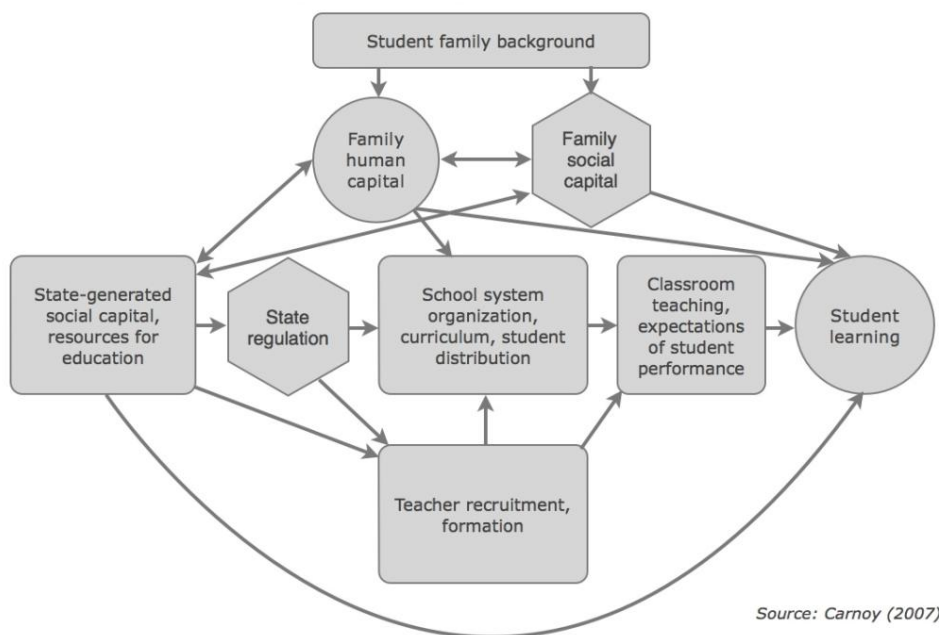 Student family background
Family
human
capital
Family
social
capital
State-generated
social capital,
resources for
education
State
regulation
School system
organization,
curriculum, student
distribution
Classroom
teaching,
expectations
of student
performance
Student
learning
Teacher recruitment,
formation
Source: Carnoy (2007)